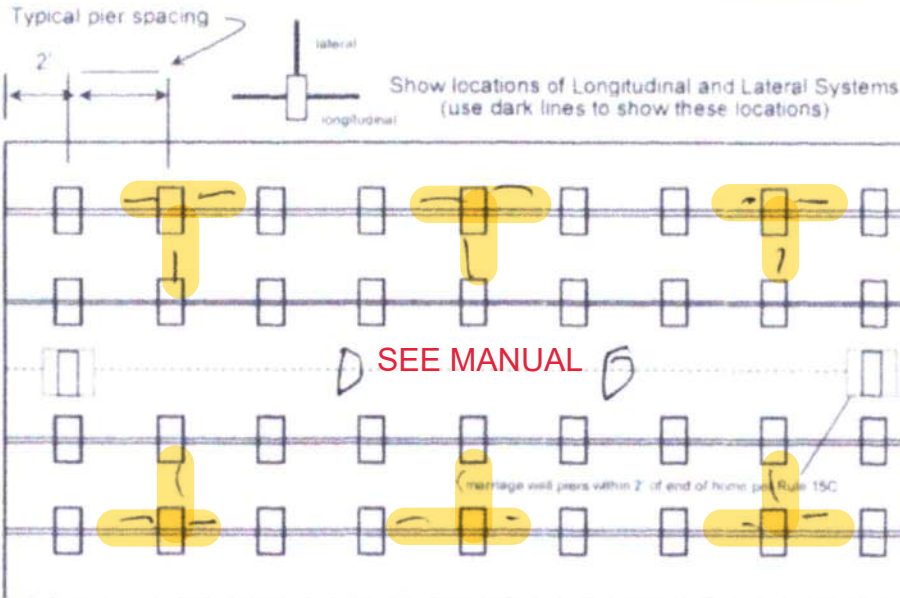 Typical pier spacing
2'
lateral
longitudinal
Show locations of Longitudinal and Lateral Systems
(use dark lines to show these locations)
SEE MANUAL
marriage wall piers within 2' of end of home per Rule 15C